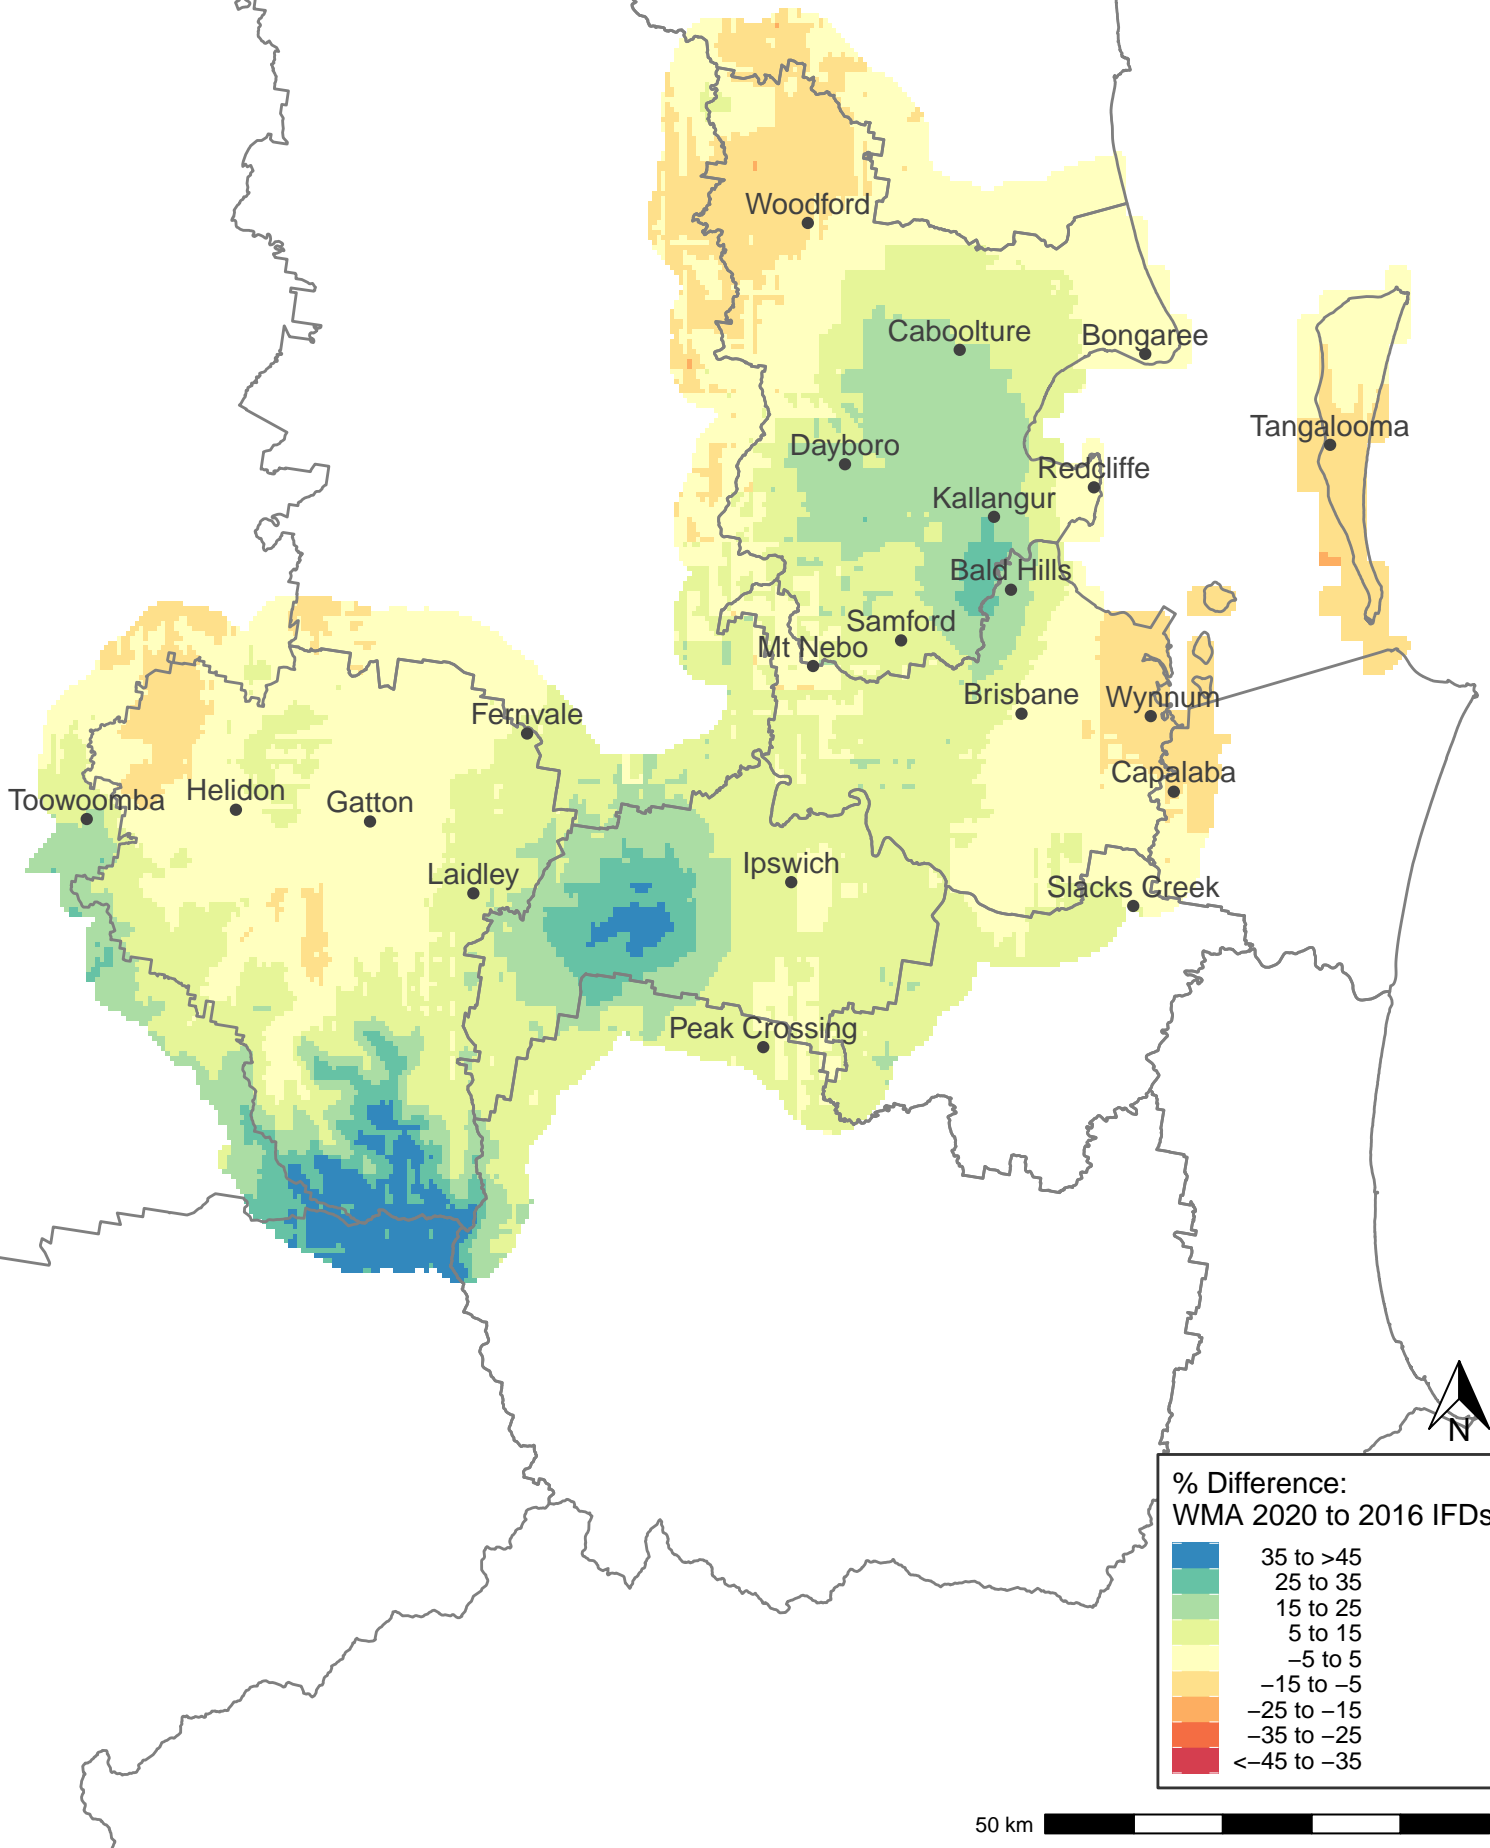 Woodford
Caboolture
Bongaree
Tangalooma
Dayboro
Redcliffe
Kallangur
Bald Hills
Samford
Mt Nebo
Brisbane
Wynnum
Fernvale
Capalaba
Toowoomba
Helidon
Gatton
Ipswich
Laidley
Slacks Creek
Peak Crossing
N
% Difference:
WMA 2020 to 2016 IFDs
35 to >45
25 to 35
15 to 25
5 to 15
−5 to 5
−15 to −5
−25 to −15
−35 to −25
<−45 to −35
50 km